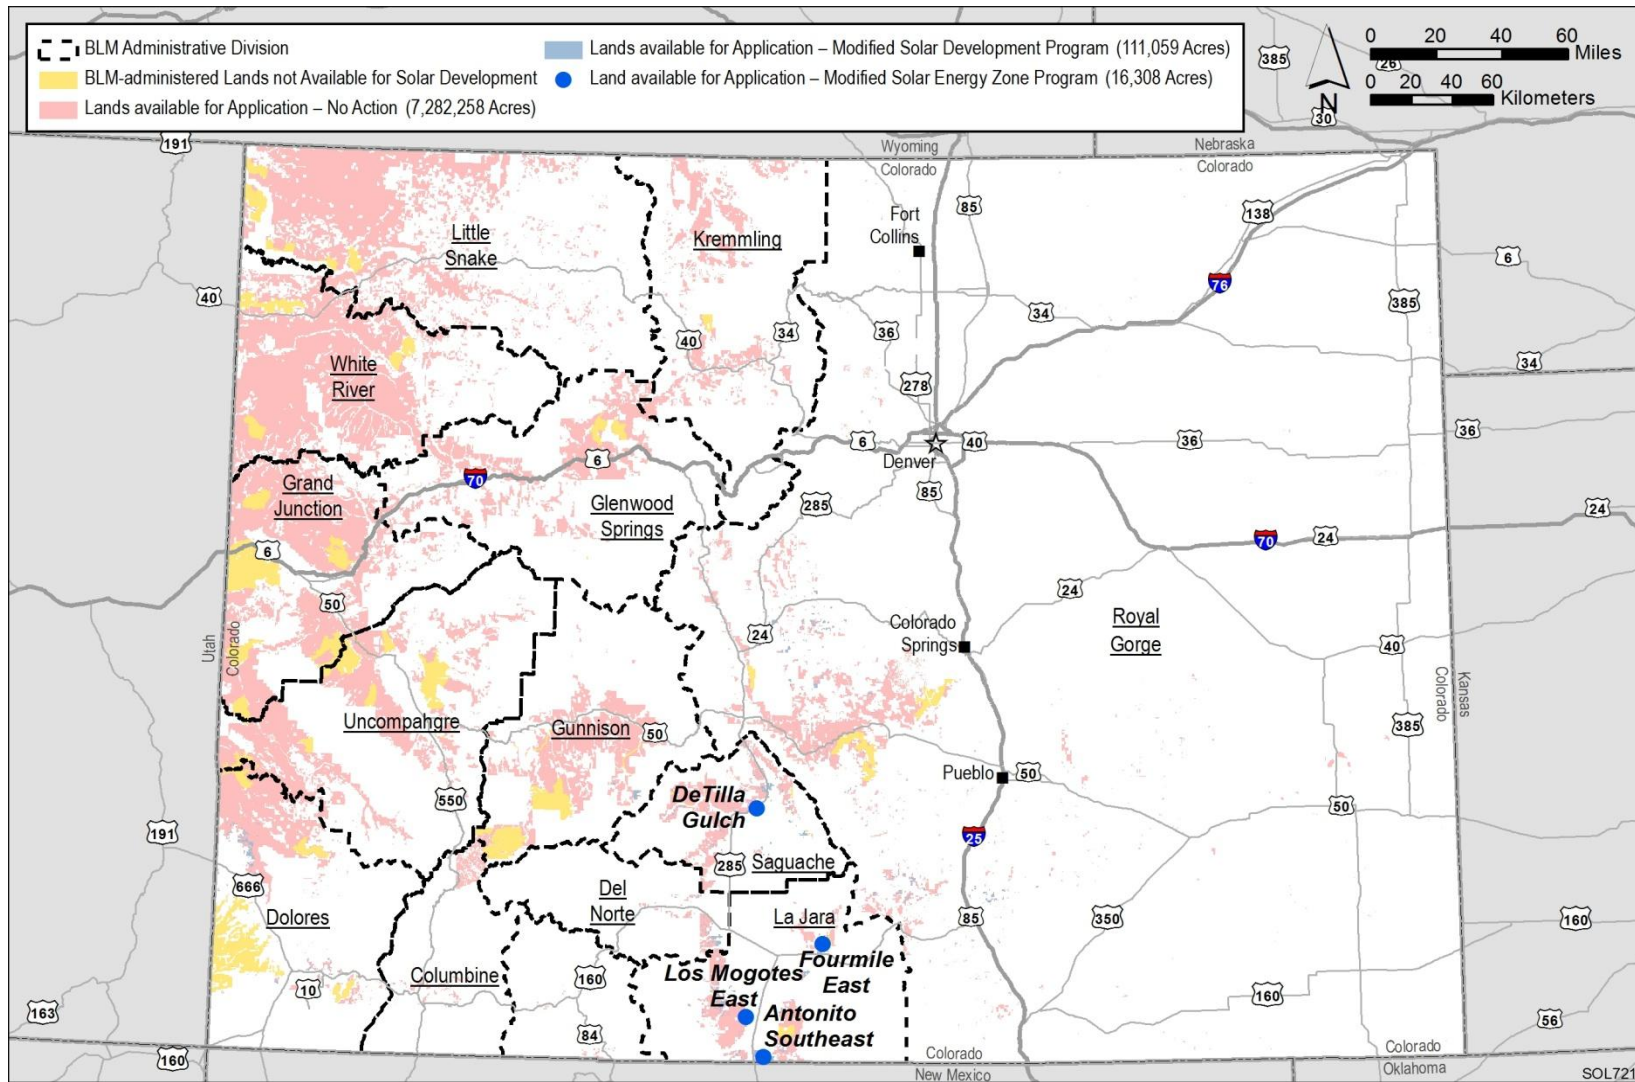 BLM Administrative Division
BLM-administered Lands not Available for Solar Development
Lands available for Application – No Action (7,282,258 Acres)
Lands available for Application – Modified Solar Development Program (111,059 Acres)
Land available for Application – Modified Solar Energy Zone Program (16,308 Acres)
N
0 20 40 60
Miles
0 20 40 60
Kilometers
385
26
30
191
Wyoming
Colorado
Nebraska
Colorado
85
138
Fort
Collins
Little
Snake
Kremmling
6
40
76
385
34
36
34
40
34
White
River
278
36
36
6
6
40
Denver
70
Grand
Junction
85
Glenwood
Springs
285
24
6
70
24
50
24
Utah
Colorado
Colorado
Springs
24
Royal
Gorge
40
Colorado
Kansas
Uncompahgre
Gunnison
50
385
Pueblo
50
DeTilla
Gulch
550
50
191
25
285
Saguache
666
Del
Norte
Dolores
La Jara
85
350
160
Columbine
160
Los Mogotes
East
Fourmile
East
10
160
163
Antonito
Southeast
56
84
160
Colorado
New Mexico
Colorado
Oklahoma
SOL721